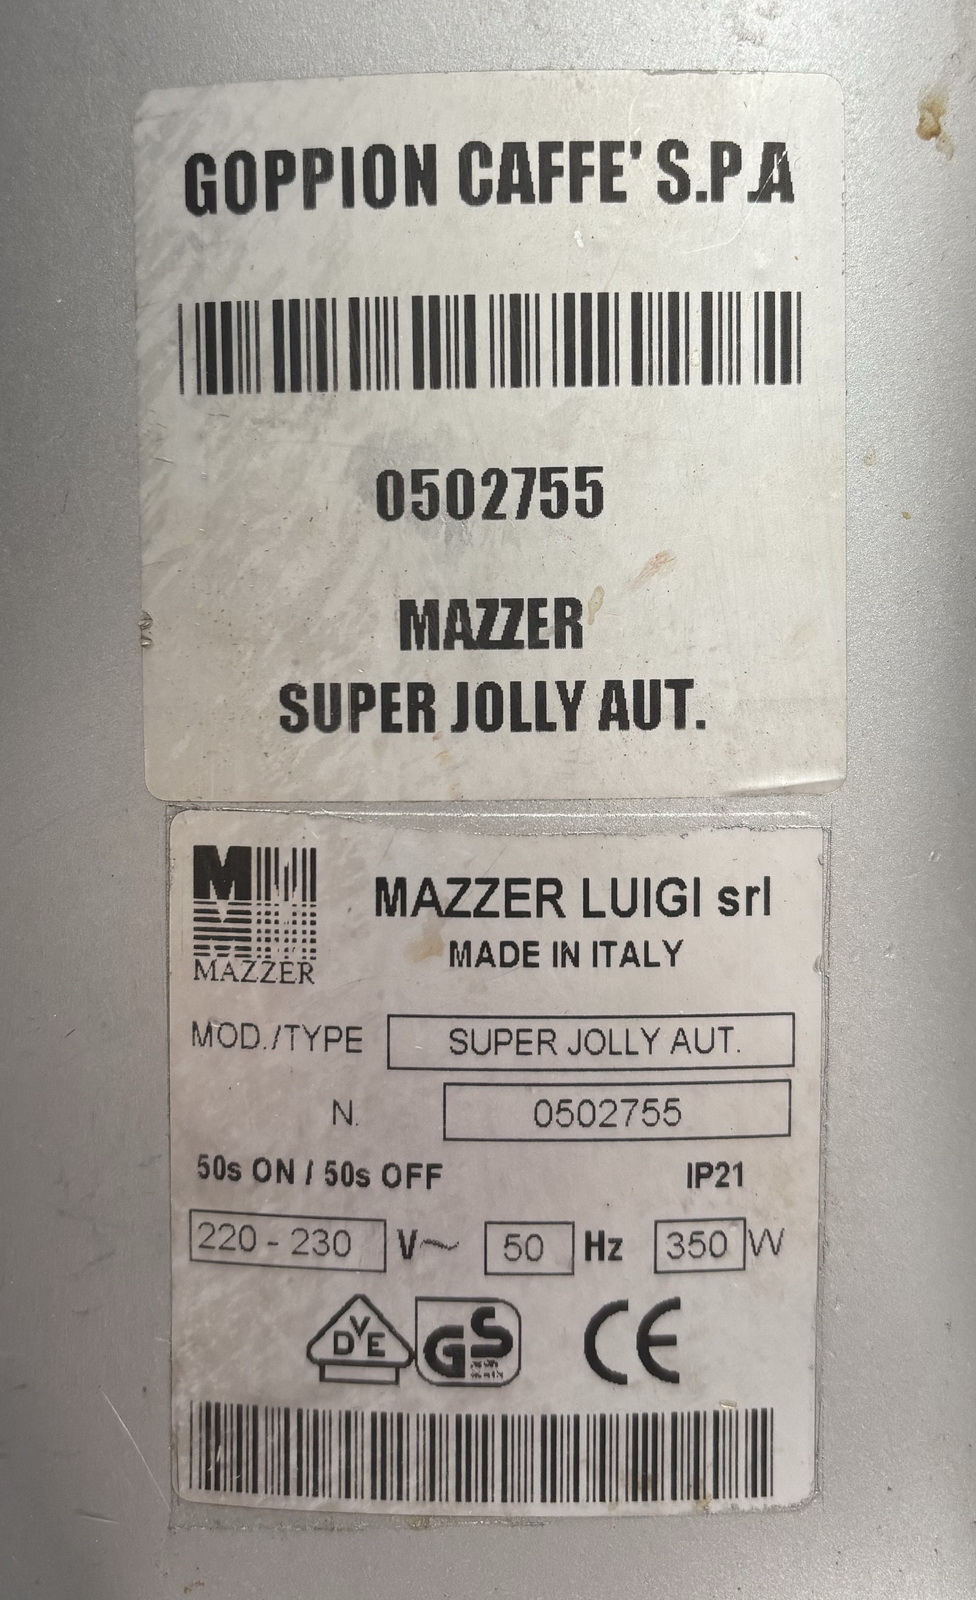 GOPPION CAFFE' S.P.A
0502755
MAZZER
SUPER JOLLY AUT.
M
M
MAZZER
MAZZER LUIGI srl
MADE IN ITALY
MOD./TYPE SUPER JOLLY AUT.
N. 0502755
50s ON / 50s OFF IP21
220 - 230 V~ 50 Hz 350 W
DVE GS CE